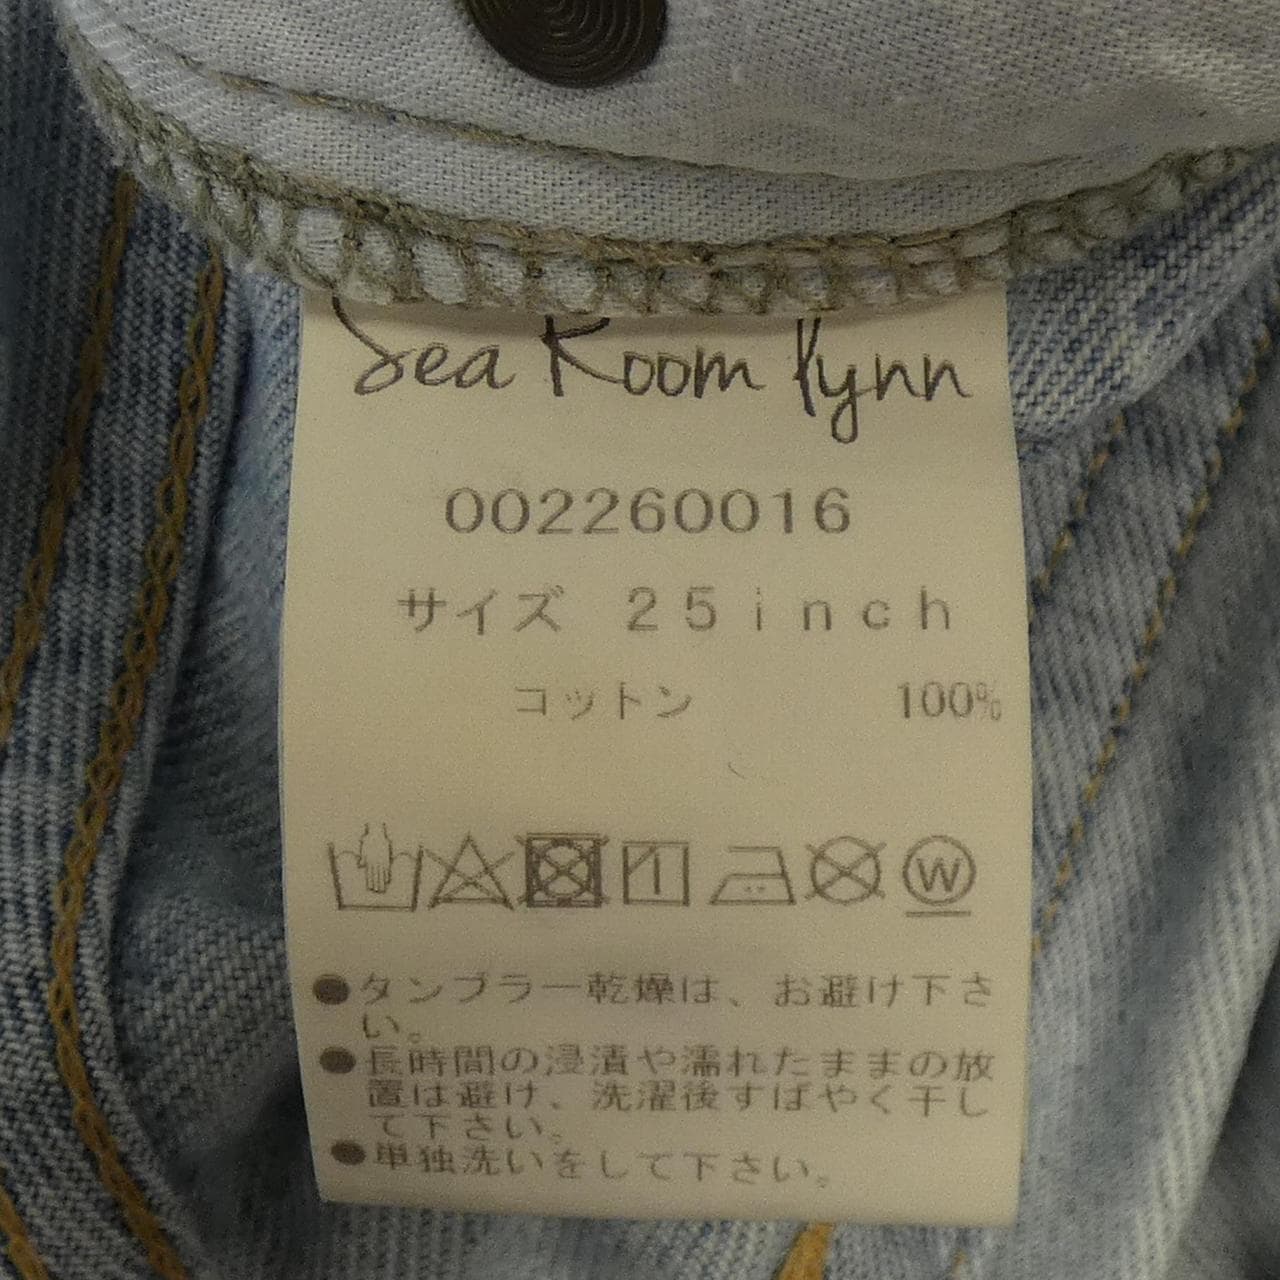 Sea Room lynn
002260016
サイズ 25inch
コットン 100%
W
●タンブラー乾燥は、お避け下さ
い。
●長時間の浸漬や濡れたままの放
置は避け、洗濯後すばやく干し
て下さい。
●単独洗いをして下さい。